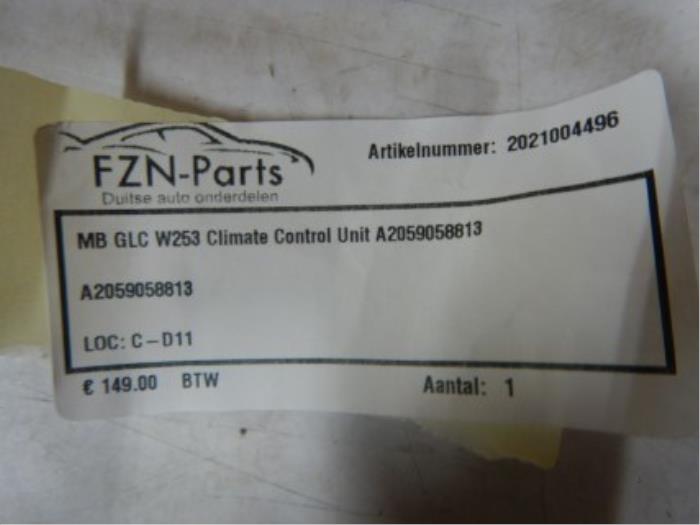 FZN-Parts
Duitse auto onderdelen
Artikelnummer: 2021004496
MB GLC W253 Climate Control Unit A2059058813
A2059058813
LOC: C-D11
€ 149.00 BTW Aantal: 1